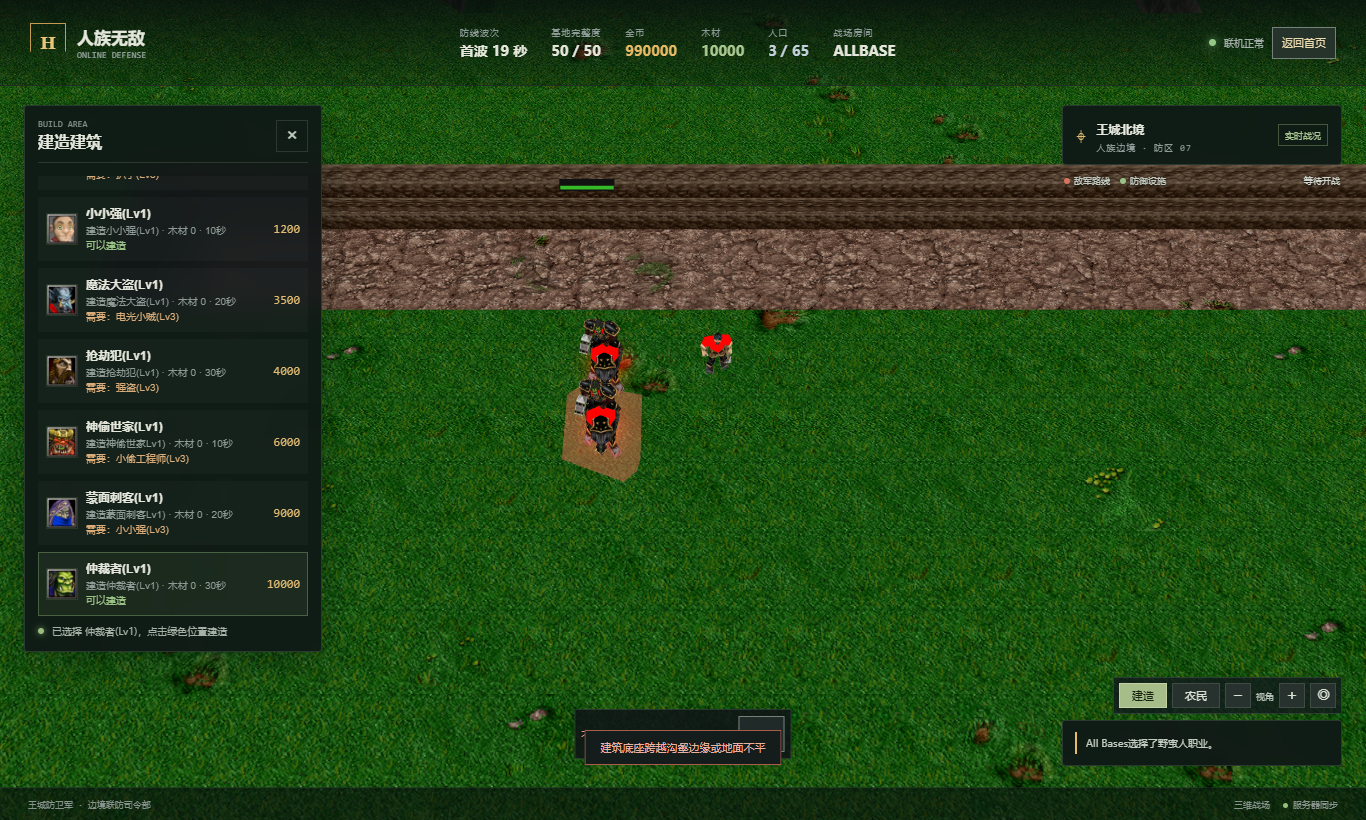 H
人族无敌
ONLINE DEFENSE
防线波次
首波 19 秒
基地完整度
50 / 50
金币
990000
木材
10000
人口
3 / 65
战场房间
ALLBASE
联机正常
返回首页
BUILD AREA
建造建筑
×
小小强(Lv1)
建造小小强(Lv1) · 木材 0 · 10秒
可以建造
1200
魔法大盗(Lv1)
建造魔法大盗(Lv1) · 木材 0 · 20秒
需要：电光小贼(Lv3)
3500
抢劫犯(Lv1)
建造抢劫犯(Lv1) · 木材 0 · 30秒
需要：强盗(Lv3)
4000
神偷世家(Lv1)
建造神偷世家Lv1) · 木材 0 · 10秒
需要：小偷工程师(Lv3)
6000
蒙面刺客(Lv1)
建造蒙面刺客Lv1) · 木材 0 · 20秒
需要：小小强(Lv3)
9000
仲裁者(Lv1)
建造仲裁者(Lv1) · 木材 0 · 30秒
可以建造
10000
已选择 仲裁者(Lv1)，点击绿色位置建造
王城北境
人族边境 · 防区 07
实时战况
敌军路线
防御设施
等待开战
建造
农民
−
视角
+
建筑底座跨越沟壑边缘或地面不平
All Bases选择了野蛮人职业。
王城防卫军 · 边境联防司令部
三维战场
服务器同步